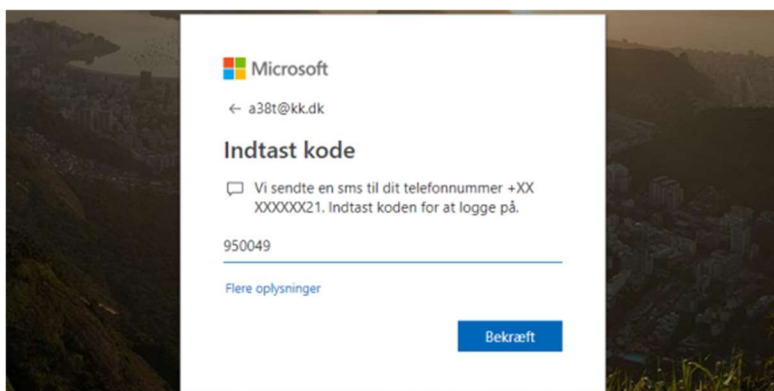 Microsoft
← a38t@kk.dk
Indtast kode
Vi sendte en sms til dit telefonnummer +XX
XXXXXX21. Indtast koden for at logge på.
950049
Flere oplysninger
Bekræft